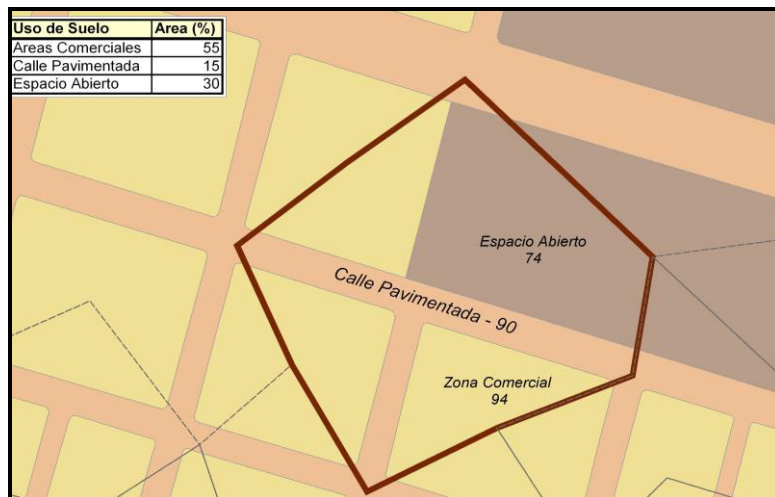 Uso de Suelo Area (%)
Areas Comerciales 55
Calle Pavimentada 15
Espacio Abierto 30
Espacio Abierto
74
Calle Pavimentada - 90
Zona Comercial
94